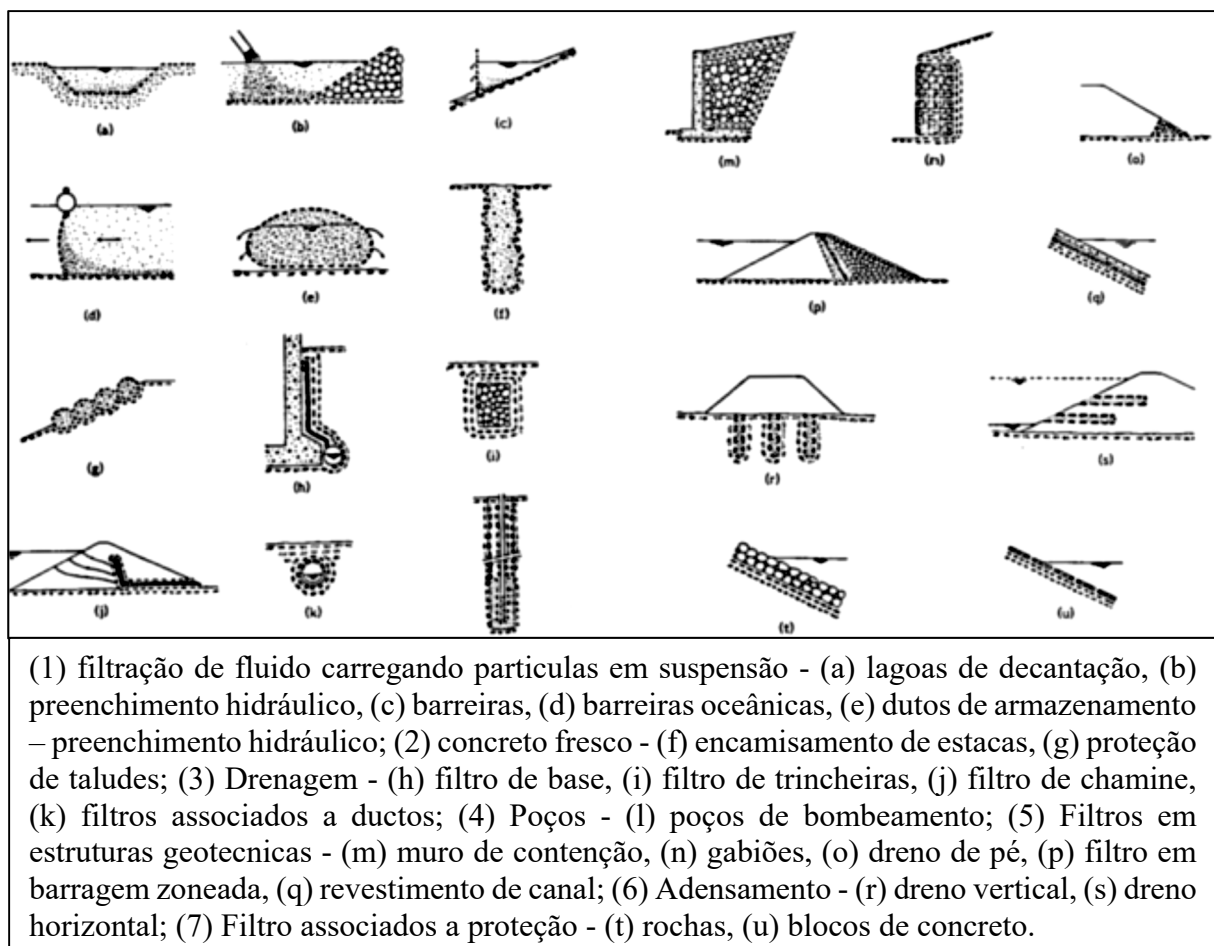 (a) (b) (c) (m) (n) (o)
(d) (e) (f) (p) (q)
(g) (h) (i) (r) (s)
(j) (k) (t) (u)
(1) filtração de fluido carregando particulas em suspensão - (a) lagoas de decantação, (b)
preenchimento hidráulico, (c) barreiras, (d) barreiras oceânicas, (e) dutos de armazenamento
– preenchimento hidráulico; (2) concreto fresco - (f) encamisamento de estacas, (g) proteção
de taludes; (3) Drenagem - (h) filtro de base, (i) filtro de trincheiras, (j) filtro de chamine,
(k) filtros associados a ductos; (4) Poços - (l) poços de bombeamento; (5) Filtros em
estruturas geotecnicas - (m) muro de contenção, (n) gabiões, (o) dreno de pé, (p) filtro em
barragem zoneada, (q) revestimento de canal; (6) Adensamento - (r) dreno vertical, (s) dreno
horizontal; (7) Filtro associados a proteção - (t) rochas, (u) blocos de concreto.